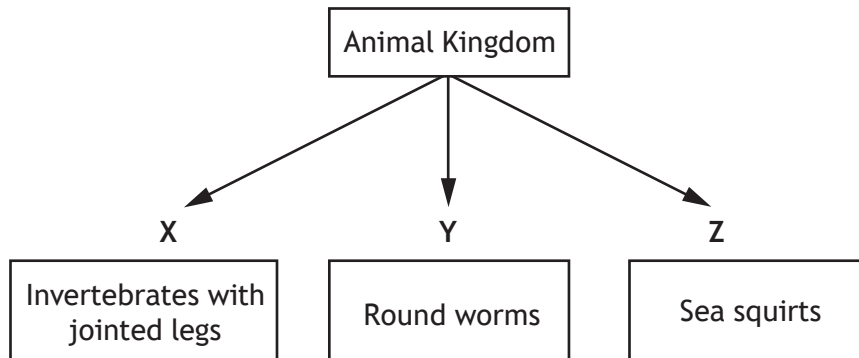 Animal Kingdom
X
Y
Z
Invertebrates with
jointed legs
Round worms
Sea squirts